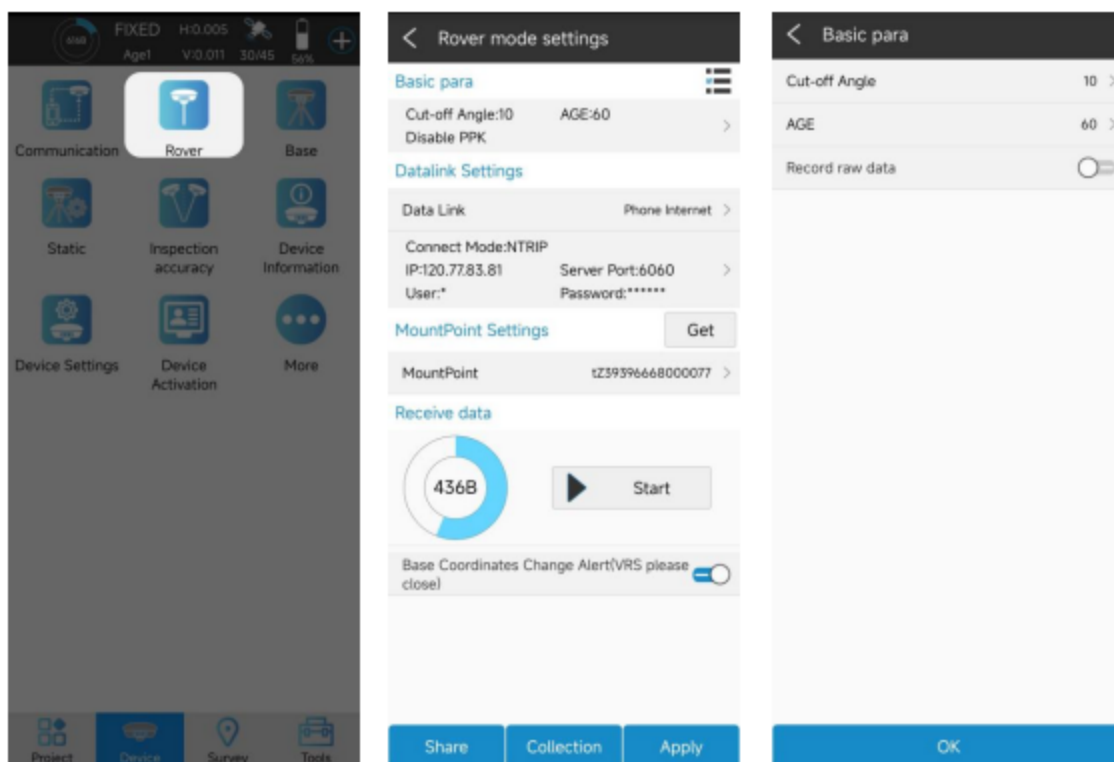 616B
FIXED H:0.005
Age1 V:0.011 30/45 56%
Communication Rover Base
Static Inspection accuracy Device Information
Device Settings Device Activation More
Project Device Survey Tools
Rover mode settings
Basic para
Cut-off Angle:10 AGE:60
Disable PPK
Datalink Settings
Data Link Phone Internet
Connect Mode:NTRIP
IP:120.77.83.81 Server Port:6060
User:* Password:******
MountPoint Settings Get
MountPoint tZ39396668000077
Receive data
436B Start
Base Coordinates Change Alert(VRS please
close)
Share Collection Apply
Basic para
Cut-off Angle 10
AGE 60
Record raw data
OK